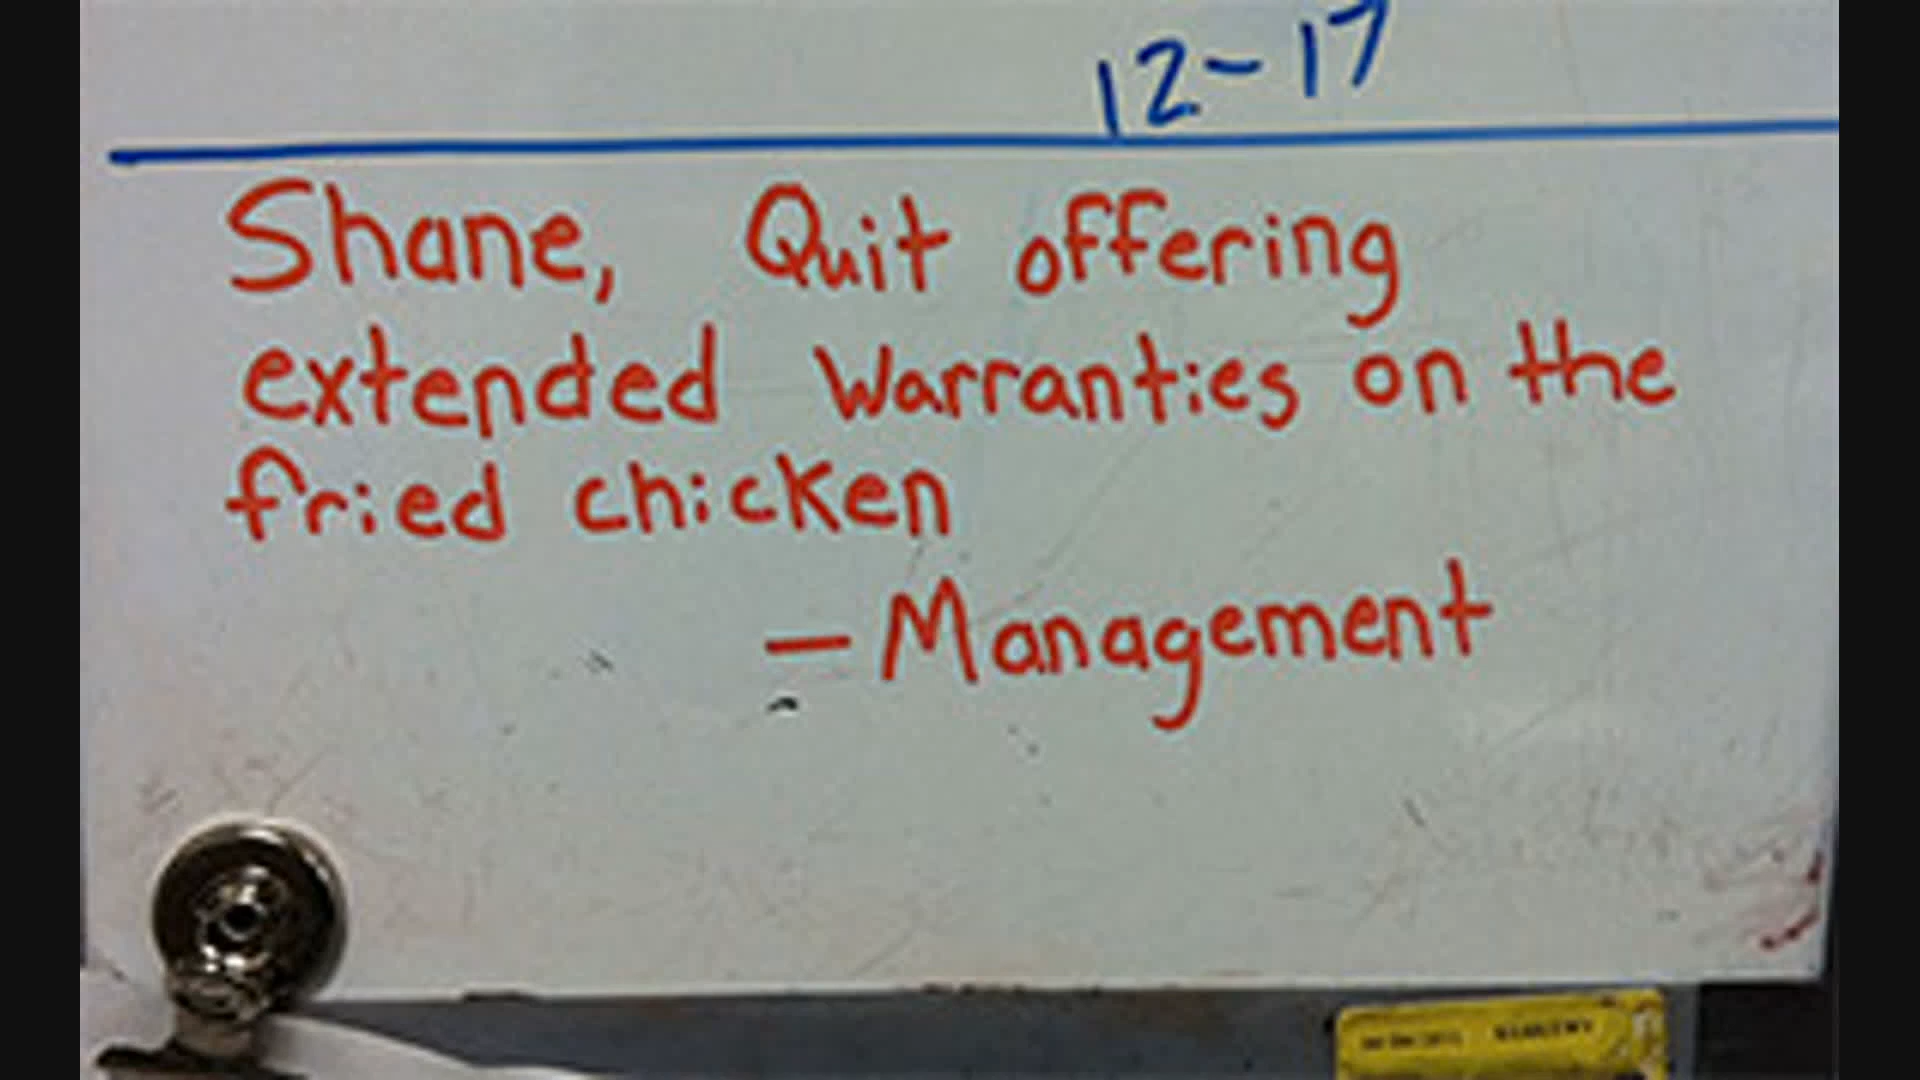 12-17
Shane, Quit offering
extended Warranties on the
fried chicken
- Management